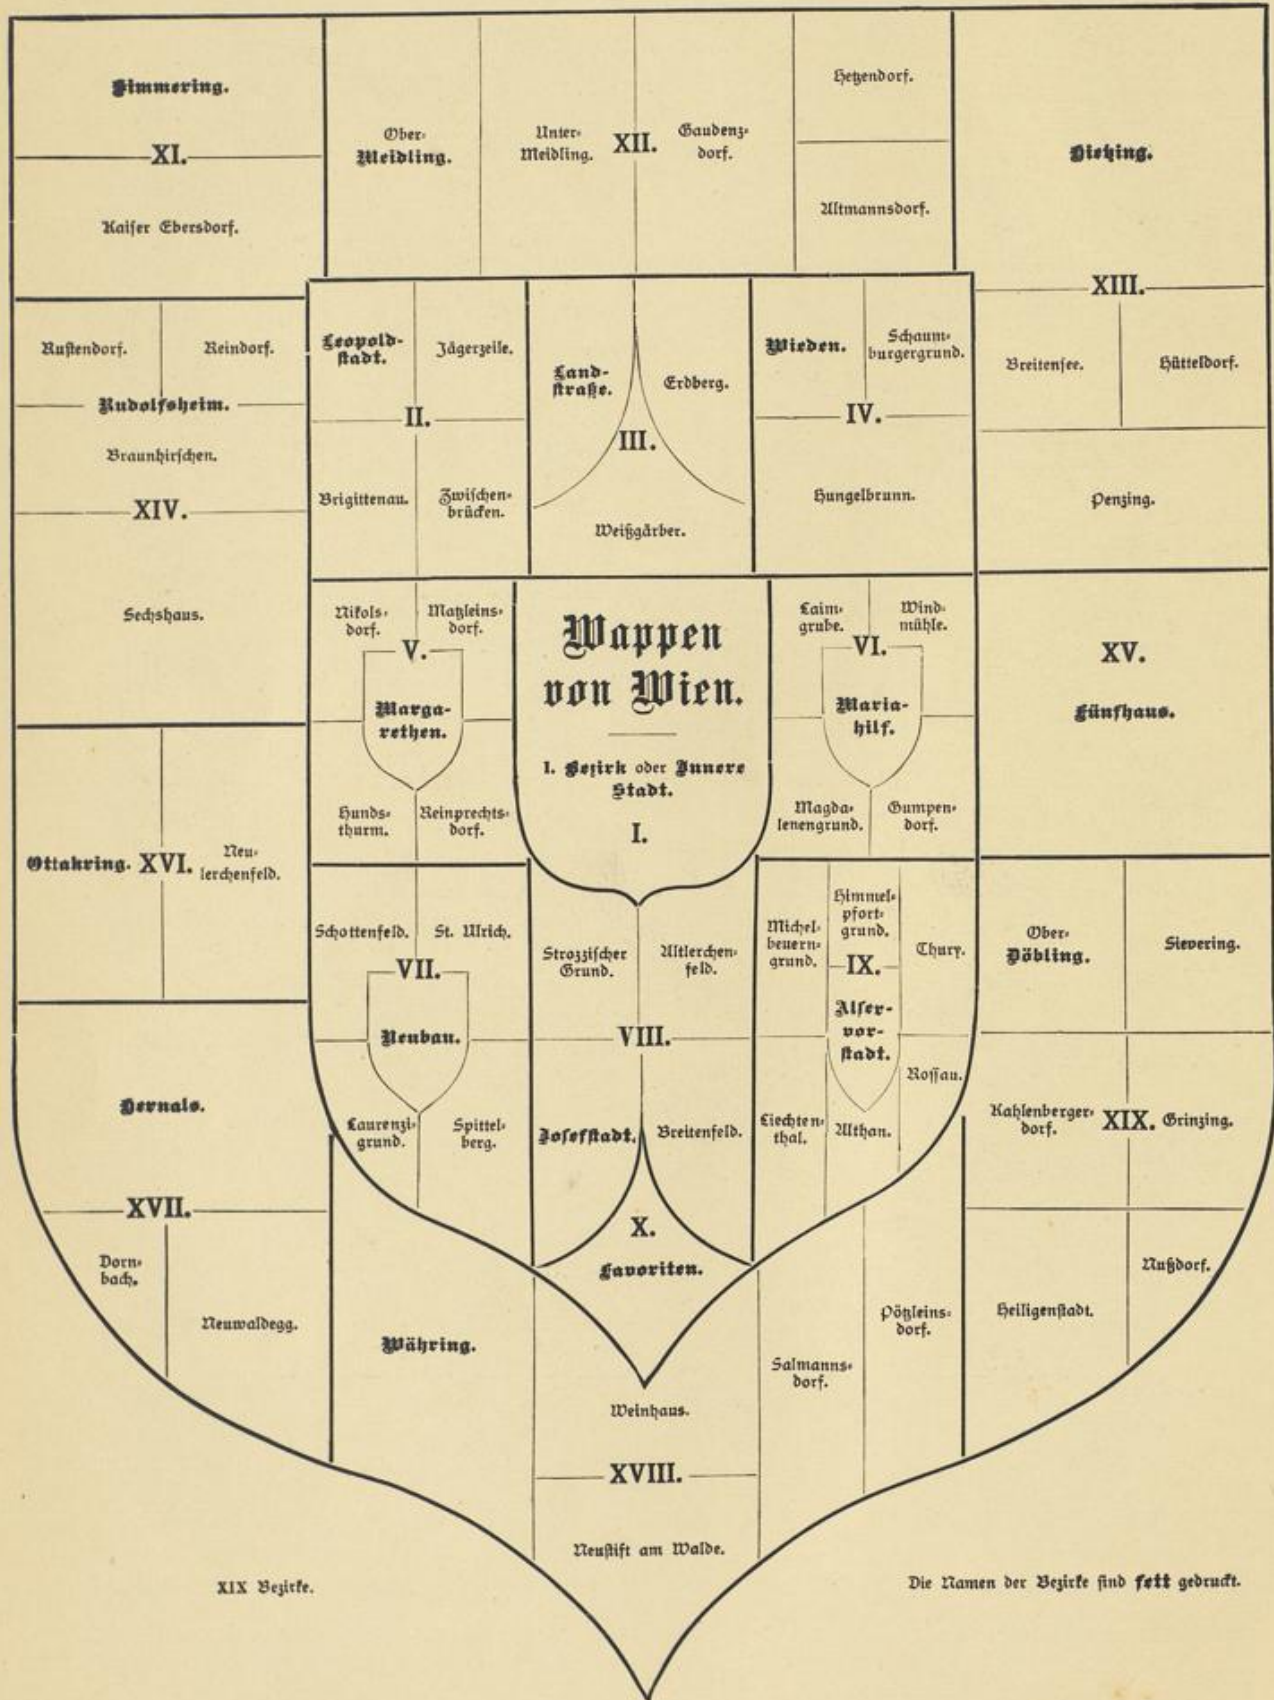 Simmering.
XI.
Kaiser Ebersdorf.
Ober-
Meidling.
Unter-
Meidling.
XII.
Gaudenz-
dorf.
Hetzendorf.
Altmannsdorf.
Hietzing.
XIII.
Breitensee.
Hütteldorf.
Penzing.
Rustendorf.
Reindorf.
Rudolfsheim.
Braunhirschen.
XIV.
Sechshaus.
Leopold-
stadt.
Jägerzeile.
II.
Brigittenau.
Zwischen-
brücken.
Land-
straße.
Erdberg.
III.
Weißgärber.
Wieden.
Schaum-
burgergrund.
IV.
Hungelbrunn.
Nikols-
dorf.
Matzleins-
dorf.
V.
Marga-
rethen.
Hunds-
thurm.
Reinprechts-
dorf.
Wappen
von Wien.
I. Bezirk oder Innere
Stadt.
I.
Laim-
grube.
Wind-
mühle.
VI.
Maria-
hilf.
Magda-
lenengrund.
Gumpen-
dorf.
XV.
Fünfhaus.
Ottakring. XVI.
Neu-
lerchenfeld.
Schottenfeld.
St. Ulrich.
VII.
Neubau.
Laurenzi-
grund.
Spittel-
berg.
Strozzischer
Grund.
Altlerchen-
feld.
VIII.
Josefstadt.
Breitenfeld.
Michel-
beuern-
grund.
Himmel-
pfort-
grund.
Thury.
IX.
Alser-
vor-
stadt.
Rossau.
Liechten-
thal.
Althan.
Ober-
Döbling.
Sievering.
Kahlenberger-
dorf.
XIX. Grinzing.
Heiligenstadt.
Nußdorf.
Hernals.
XVII.
Dorn-
bach.
Neuwaldegg.
X.
Favoriten.
Währing.
Weinhaus.
XVIII.
Neustift am Walde.
Salmanns-
dorf.
Pötzleins-
dorf.
XIX Bezirke.
Die Namen der Bezirke sind fett gedruckt.